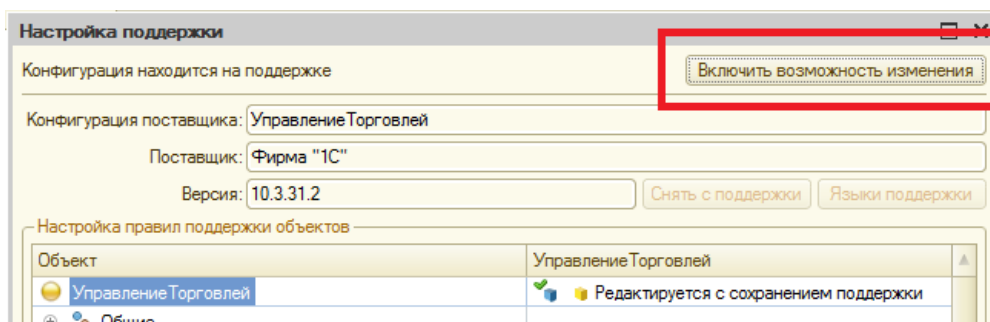 Настройка поддержки
Конфигурация находится на поддержке
Включить возможность изменения
Конфигурация поставщика: УправлениеТорговлей
Поставщик: Фирма "1С"
Версия: 10.3.31.2
Снять с поддержки
Языки поддержки
Настройка правил поддержки объектов
Объект
УправлениеТорговлей
УправлениеТорговлей
Редактируется с сохранением поддержки
Общие